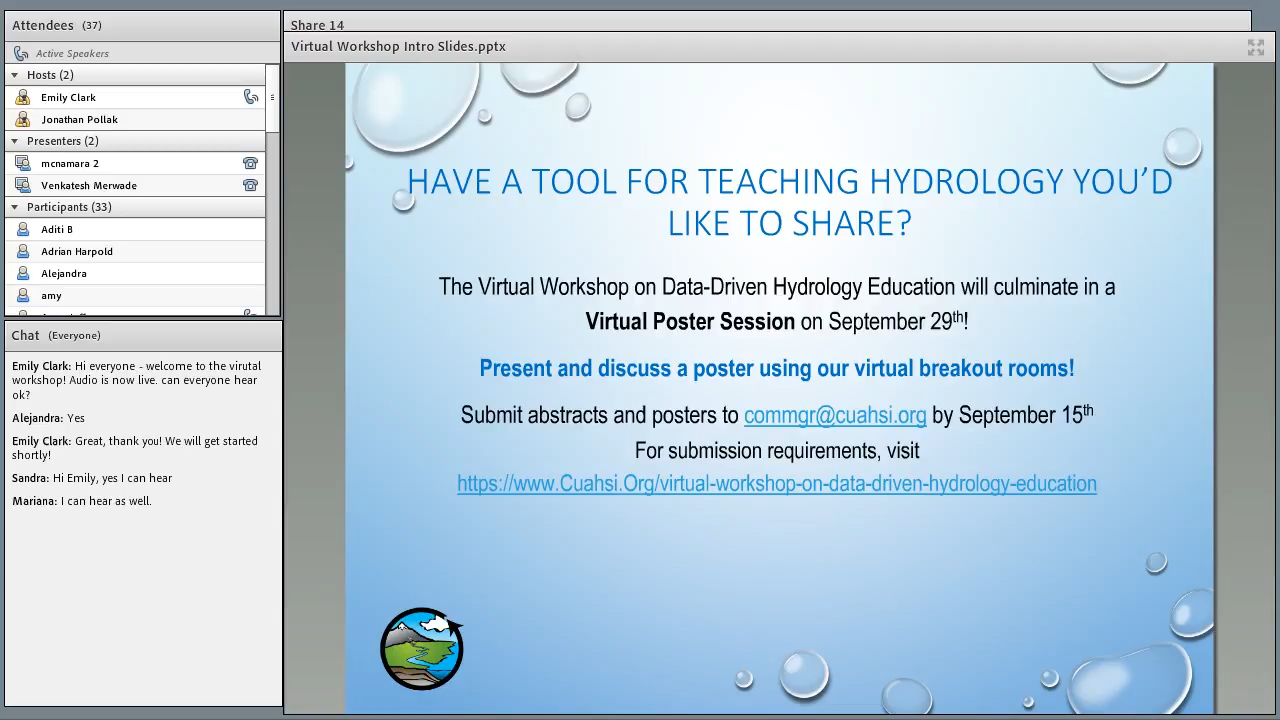 Attendees (37)
Active Speakers
Hosts (2)
Emily Clark
Jonathan Pollak
Presenters (2)
mcnamara 2
Venkatesh Merwade
Participants (33)
Aditi B
Adrian Harpold
Alejandra
amy
Chat (Everyone)
Emily Clark: Hi everyone - welcome to the virutal
workshop! Audio is now live. can everyone hear
ok?
Alejandra: Yes
Emily Clark: Great, thank you! We will get started
shortly!
Sandra: Hi Emily, yes I can hear
Mariana: I can hear as well.
Share 14
Virtual Workshop Intro Slides.pptx
HAVE A TOOL FOR TEACHING HYDROLOGY YOU’D
LIKE TO SHARE?
The Virtual Workshop on Data-Driven Hydrology Education will culminate in a
Virtual Poster Session on September 29th!
Present and discuss a poster using our virtual breakout rooms!
Submit abstracts and posters to commgr@cuahsi.org by September 15th
For submission requirements, visit
https://www.Cuahsi.Org/virtual-workshop-on-data-driven-hydrology-education